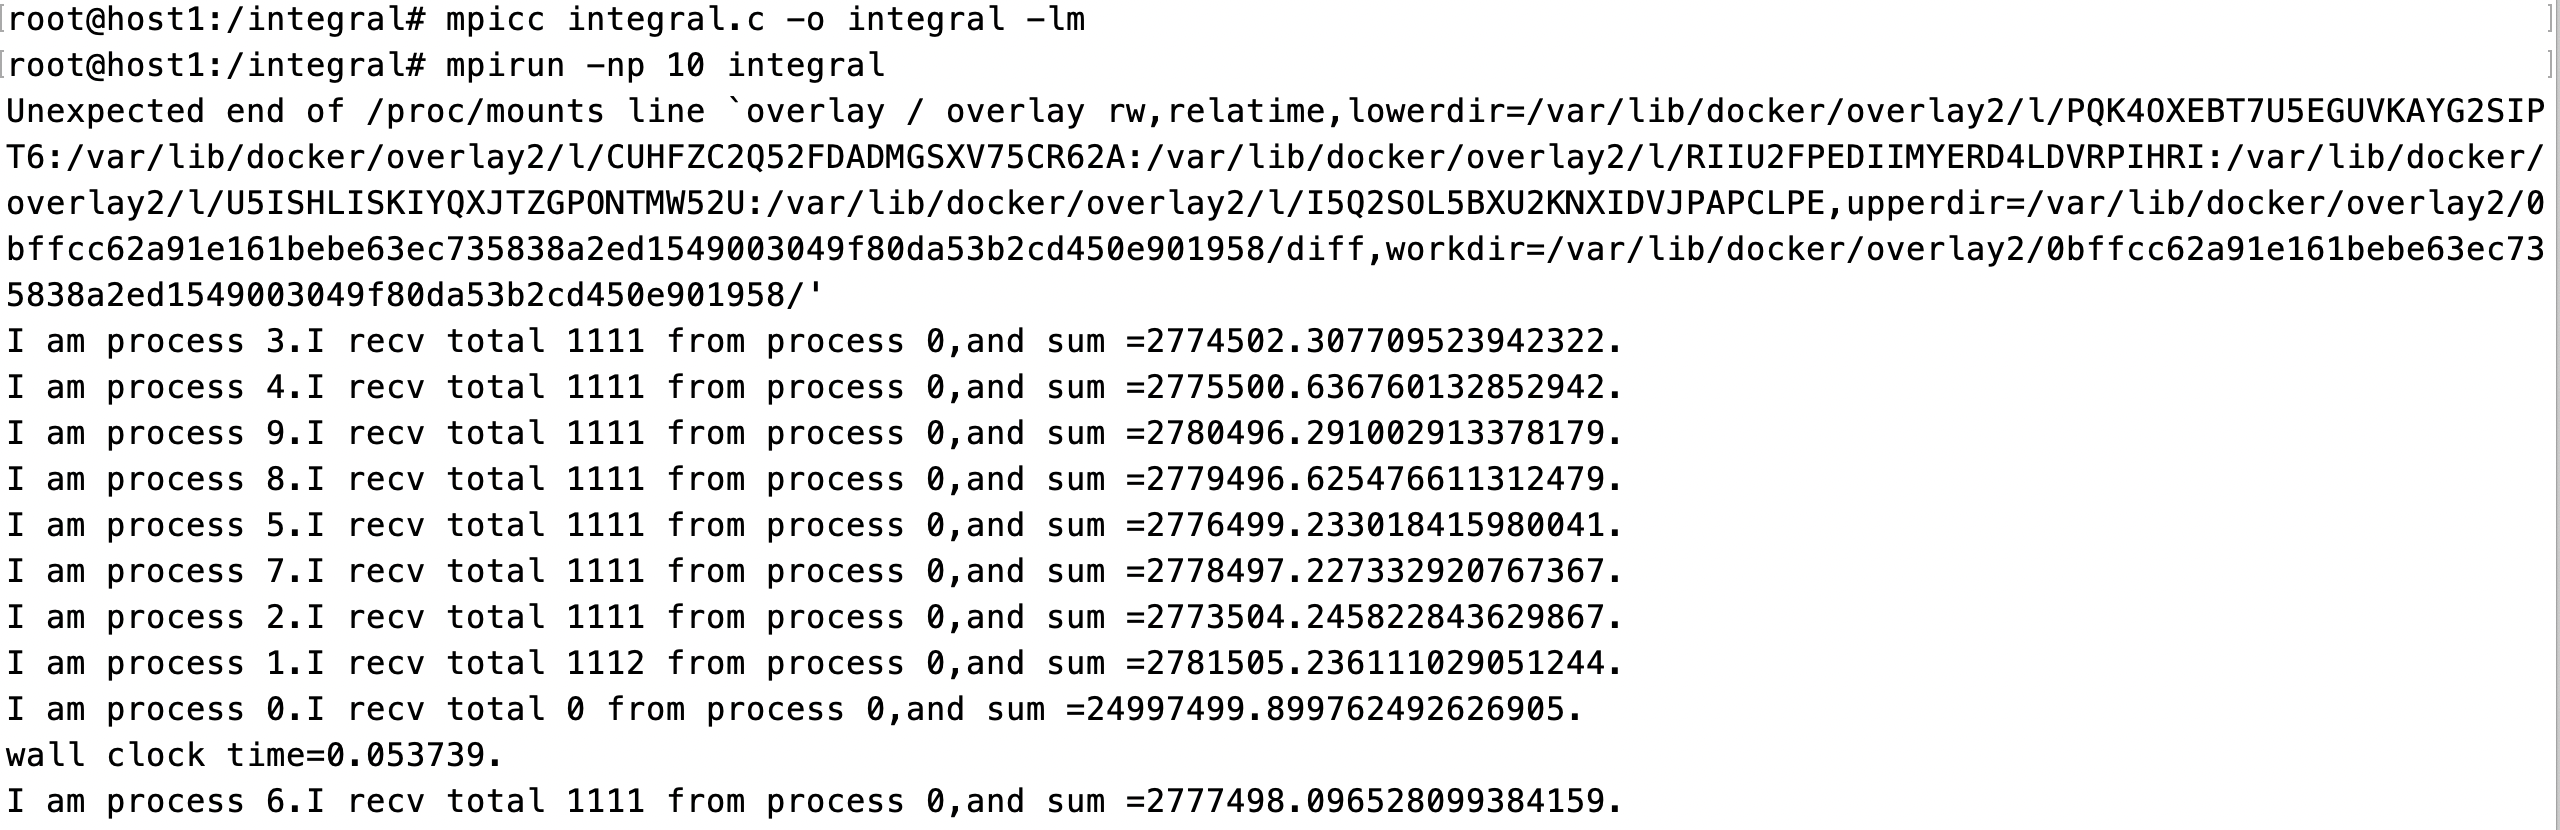 root@host1:/integral# mpicc integral.c -o integral -lm
root@host1:/integral# mpirun -np 10 integral
Unexpected end of /proc/mounts line `overlay / overlay rw,relatime,lowerdir=/var/lib/docker/overlay2/l/PQK4OXEBT7U5EGUVKAYG2SIP
T6:/var/lib/docker/overlay2/l/CUHFZC2Q52FDADMGSXV75CR62A:/var/lib/docker/overlay2/l/RIIU2FPEDIIMYERD4LDVRPIHRI:/var/lib/docker/
overlay2/l/U5ISHLISKIYQXJTZGPONTMW52U:/var/lib/docker/overlay2/l/I5Q2SOL5BXU2KNXIDVJPAPCLPE,upperdir=/var/lib/docker/overlay2/0
bffcc62a91e161bebe63ec735838a2ed1549003049f80da53b2cd450e901958/diff,workdir=/var/lib/docker/overlay2/0bffcc62a91e161bebe63ec73
5838a2ed1549003049f80da53b2cd450e901958/'
I am process 3.I recv total 1111 from process 0,and sum =2774502.307709523942322.
I am process 4.I recv total 1111 from process 0,and sum =2775500.636760132852942.
I am process 9.I recv total 1111 from process 0,and sum =2780496.291002913378179.
I am process 8.I recv total 1111 from process 0,and sum =2779496.625476611312479.
I am process 5.I recv total 1111 from process 0,and sum =2776499.233018415980041.
I am process 7.I recv total 1111 from process 0,and sum =2778497.227332920767367.
I am process 2.I recv total 1111 from process 0,and sum =2773504.245822843629867.
I am process 1.I recv total 1112 from process 0,and sum =2781505.236111029051244.
I am process 0.I recv total 0 from process 0,and sum =24997499.899762492626905.
wall clock time=0.053739.
I am process 6.I recv total 1111 from process 0,and sum =2777498.096528099384159.